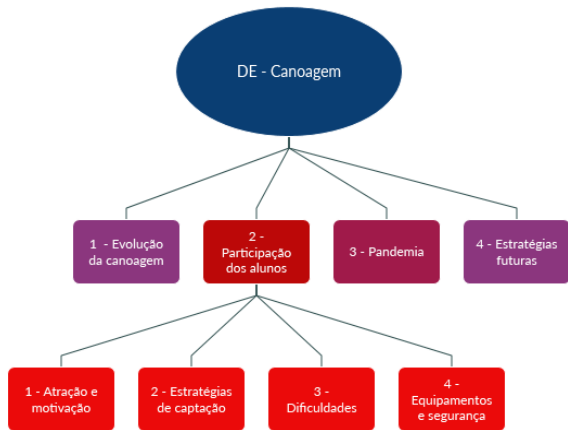 DE - Canoagem
1 - Evolução
da canoagem
2 -
Participação
dos alunos
3 - Pandemia
4 - Estratégias
futuras
1 - Atração e
motivação
2 - Estratégias
de captação
3 -
Dificuldades
4 -
Equipamentos
e segurança